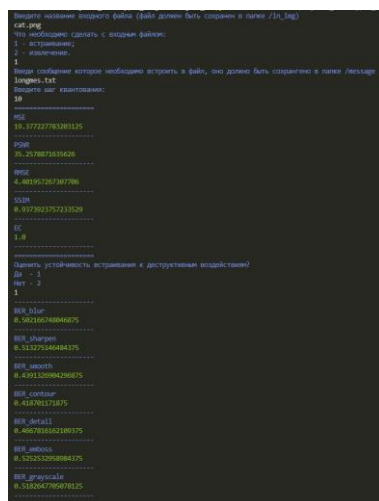 Введите название входного файла (файл должен быть сохранен в папке /in_img)
cat.png
Что необходимо сделать с входным файлом:
1 - встраивание;
2 - извлечение.
1
Введи сообщение которое необходимо встроить в файл, оно должно быть сохрангено в папке /message
longmes.txt
Введите шаг квантования:
10
=====================
MSE
19.377227783203125
---------------------
PSNR
35.2578871635626
---------------------
RMSE
4.401957267307706
---------------------
SSIM
0.9373923757233529
---------------------
EC
1.0
---------------------
=====================
Оценить устойчивость встраивания к деструктивным воздействиям?
Да - 1
Нет - 2
1
---------------------
BER_blur
0.502166748046875
---------------------
BER_sharpen
0.513275146484375
---------------------
BER_smooth
0.4391326904296875
---------------------
BER_contour
0.418701171875
---------------------
BER_detail
0.4667816162109375
---------------------
BER_emboss
0.5252532958984375
---------------------
BER_grayscale
0.5182647705078125
---------------------